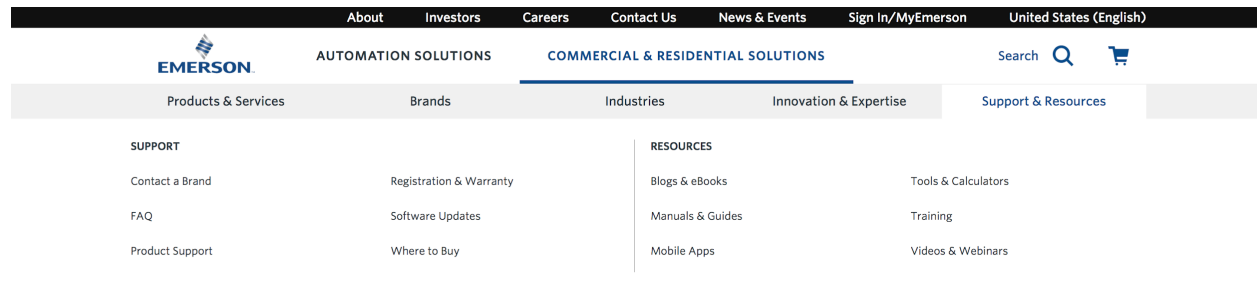 About Investors Careers Contact Us News & Events Sign In/MyEmerson United States (English)
EMERSON. AUTOMATION SOLUTIONS COMMERCIAL & RESIDENTIAL SOLUTIONS Search
Products & Services Brands Industries Innovation & Expertise Support & Resources
SUPPORT RESOURCES
Contact a Brand Registration & Warranty Blogs & eBooks Tools & Calculators
FAQ Software Updates Manuals & Guides Training
Product Support Where to Buy Mobile Apps Videos & Webinars